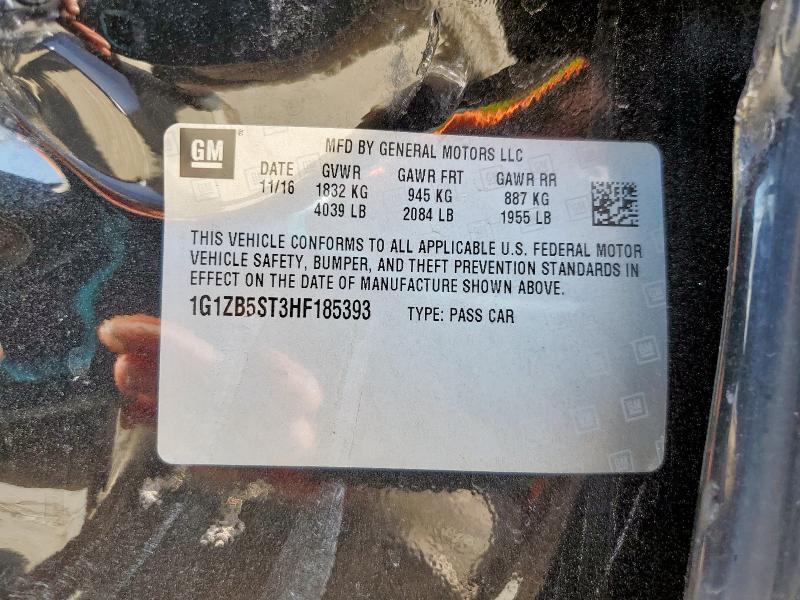 GM
MFD BY GENERAL MOTORS LLC
DATE GVWR GAWR FRT GAWR RR
11/16 1832 KG 945 KG 887 KG
4039 LB 2084 LB 1955 LB
THIS VEHICLE CONFORMS TO ALL APPLICABLE U.S. FEDERAL MOTOR
VEHICLE SAFETY, BUMPER, AND THEFT PREVENTION STANDARDS IN
EFFECT ON THE DATE OF MANUFACTURE SHOWN ABOVE.
1G1ZB5ST3HF185393 TYPE: PASS CAR